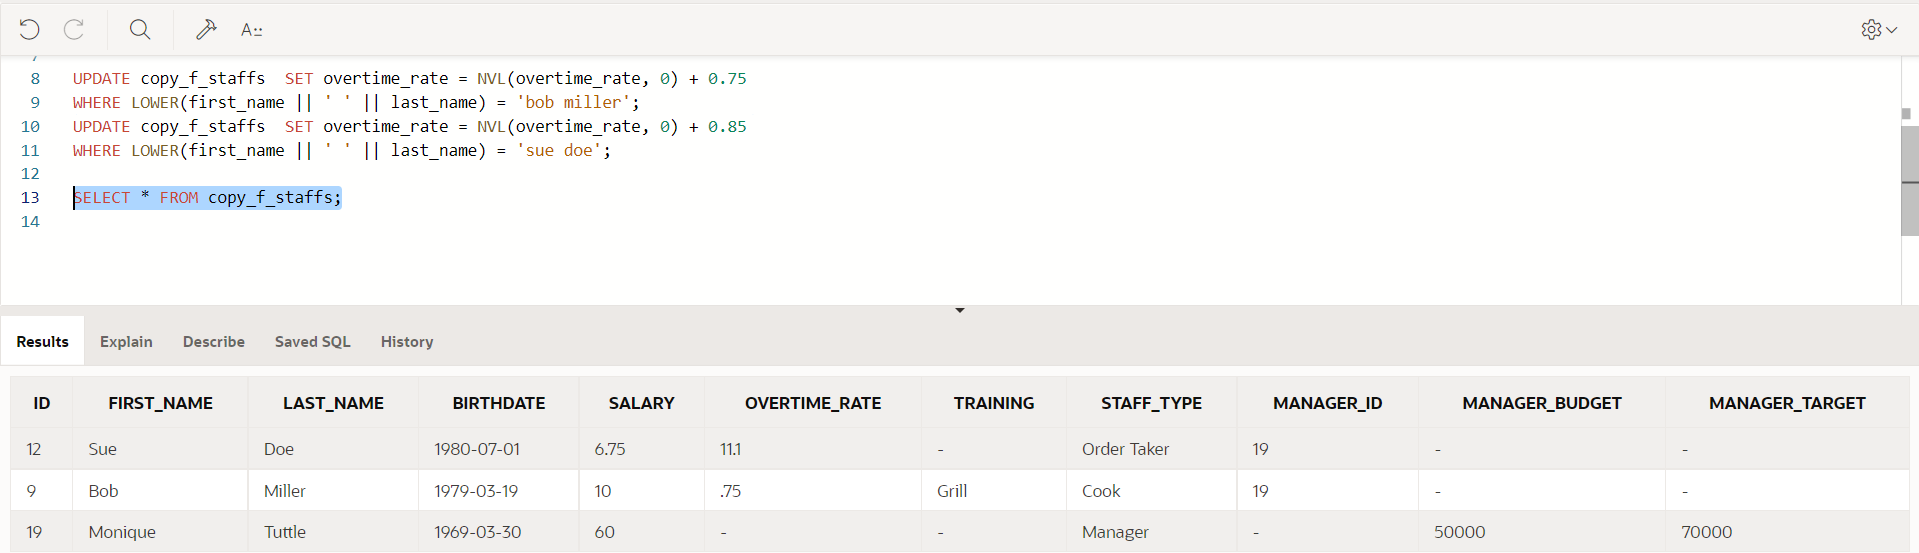 A::
7
8 UPDATE copy_f_staffs  SET overtime_rate = NVL(overtime_rate, 0) + 0.75
9 WHERE LOWER(first_name || ' ' || last_name) = 'bob miller';
10 UPDATE copy_f_staffs  SET overtime_rate = NVL(overtime_rate, 0) + 0.85
11 WHERE LOWER(first_name || ' ' || last_name) = 'sue doe';
12
13 SELECT * FROM copy_f_staffs;
14
Results Explain Describe Saved SQL History
ID FIRST_NAME LAST_NAME BIRTHDATE SALARY OVERTIME_RATE TRAINING STAFF_TYPE MANAGER_ID MANAGER_BUDGET MANAGER_TARGET
12 Sue Doe 1980-07-01 6.75 11.1 - Order Taker 19 - -
9 Bob Miller 1979-03-19 10 .75 Grill Cook 19 - -
19 Monique Tuttle 1969-03-30 60 - - Manager - 50000 70000